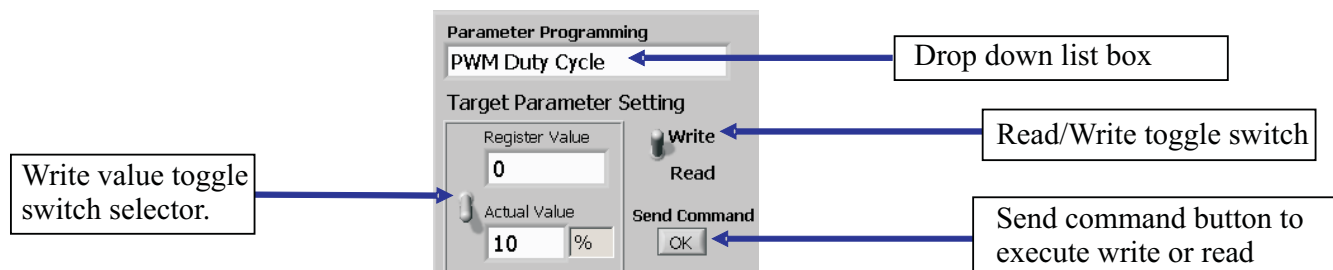 Parameter Programming
PWM Duty Cycle
Drop down list box
Target Parameter Setting
Register Value
0
Write
Read
Read/Write toggle switch
Write value toggle
switch selector.
Actual Value
10 %
Send Command
OK
Send command button to
execute write or read